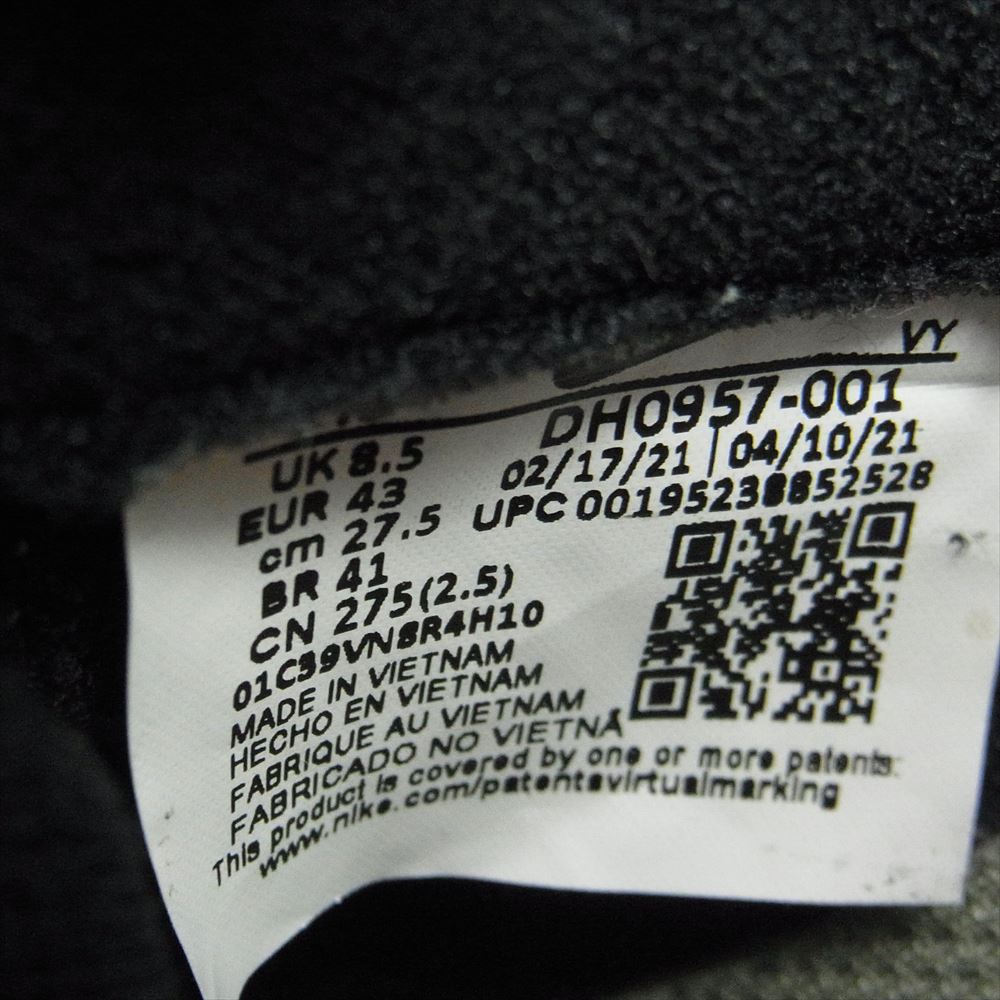 VY
UK 8.5 DH0957-001
EUR 43 02/17/21 | 04/10/21
cm 27.5 UPC 00195238852528
BR 41
CN 275(2.5)
01C39VN8R4H10
MADE IN VIETNAM
HECHO EN VIETNAM
FABRIQUE AU VIETNAM
FABRICADO NO VIETNÃ
This product is covered by one or more patents:
www.nike.com/patentsvirtualmarking